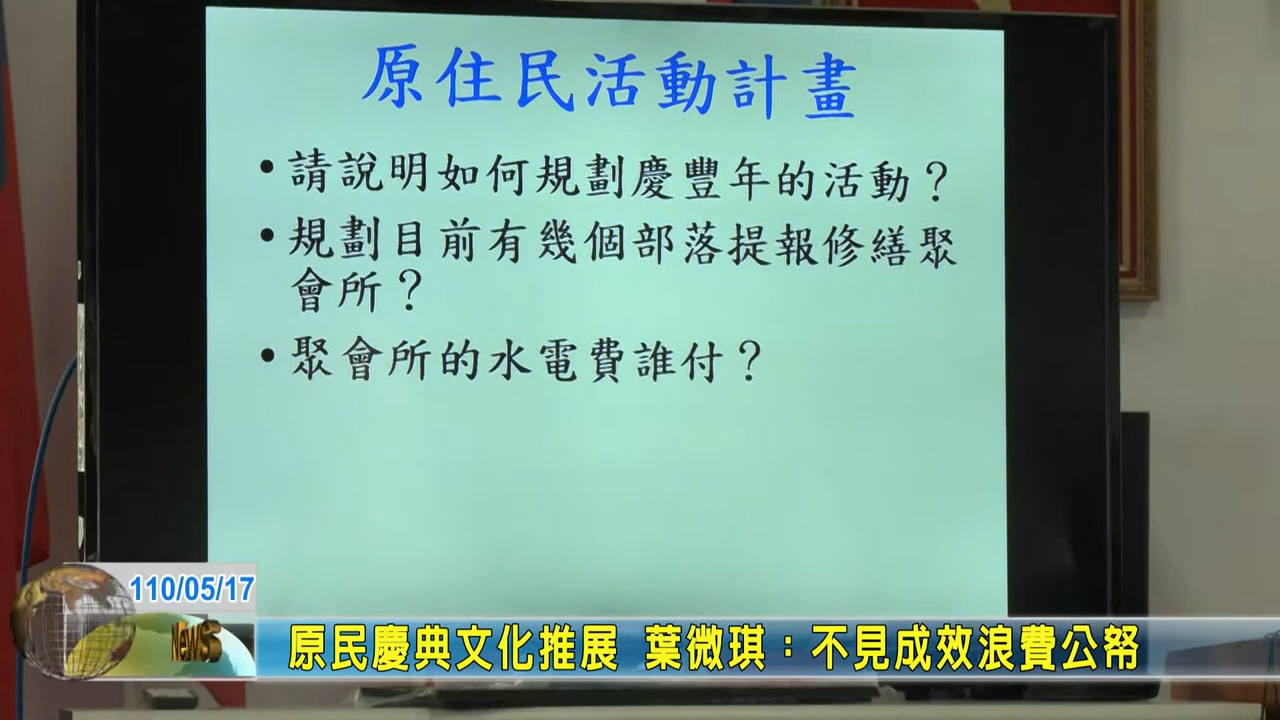 原住民活動計畫
•請說明如何規劃慶豐年的活動？
•規劃目前有幾個部落提報修繕聚
會所？
•聚會所的水電費誰付？
110/05/17
NewS
原民慶典文化推展 葉微琪：不見成效浪費公帑